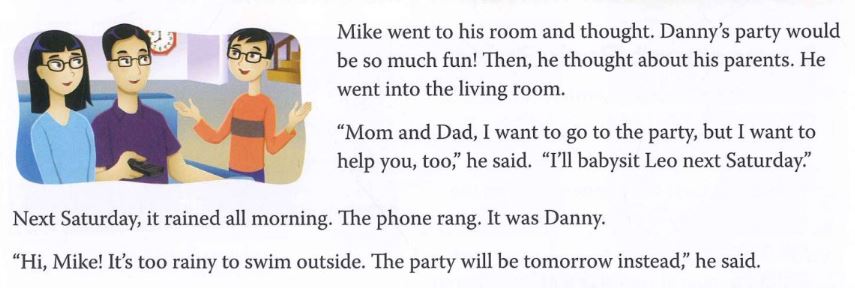 Mike went to his room and thought. Danny’s party would
be so much fun! Then, he thought about his parents. He
went into the living room.
“Mom and Dad, I want to go to the party, but I want to
help you, too,” he said. “I’ll babysit Leo next Saturday.”
Next Saturday, it rained all morning. The phone rang. It was Danny.
“Hi, Mike! It’s too rainy to swim outside. The party will be tomorrow instead,” he said.